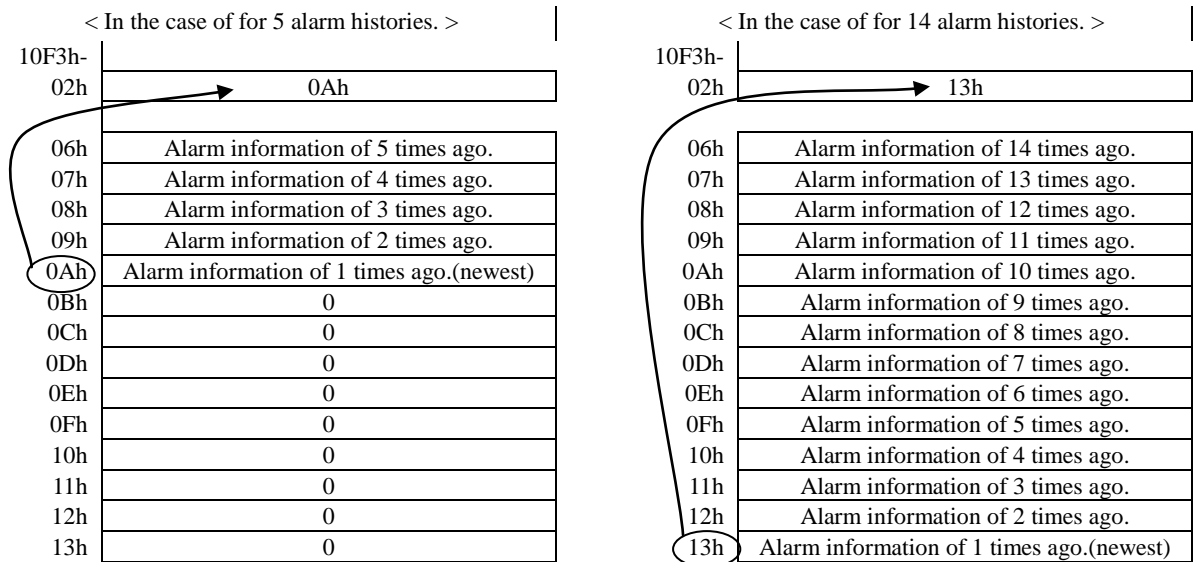 < In the case of for 5 alarm histories. >
10F3h-
02h 0Ah
06h Alarm information of 5 times ago.
07h Alarm information of 4 times ago.
08h Alarm information of 3 times ago.
09h Alarm information of 2 times ago.
0Ah Alarm information of 1 times ago.(newest)
0Bh 0
0Ch 0
0Dh 0
0Eh 0
0Fh 0
10h 0
11h 0
12h 0
13h 0
< In the case of for 14 alarm histories. >
10F3h-
02h 13h
06h Alarm information of 14 times ago.
07h Alarm information of 13 times ago.
08h Alarm information of 12 times ago.
09h Alarm information of 11 times ago.
0Ah Alarm information of 10 times ago.
0Bh Alarm information of 9 times ago.
0Ch Alarm information of 8 times ago.
0Dh Alarm information of 7 times ago.
0Eh Alarm information of 6 times ago.
0Fh Alarm information of 5 times ago.
10h Alarm information of 4 times ago.
11h Alarm information of 3 times ago.
12h Alarm information of 2 times ago.
13h Alarm information of 1 times ago.(newest)